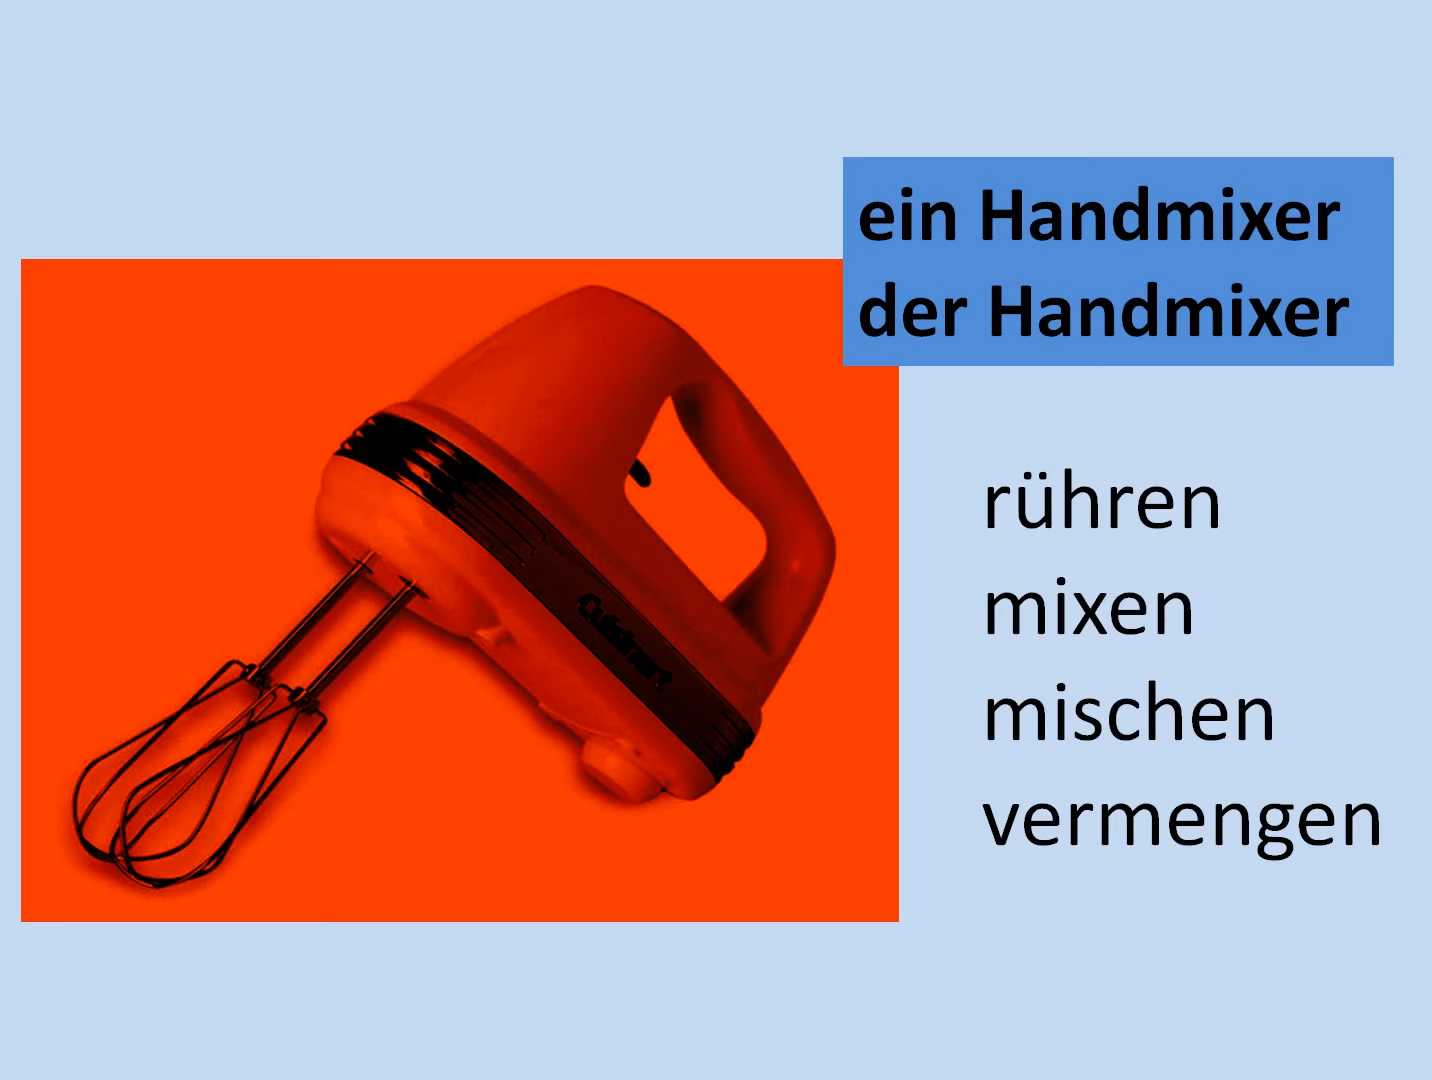 ein Handmixer
der Handmixer
Cuisinart
rühren
mixen
mischen
vermengen